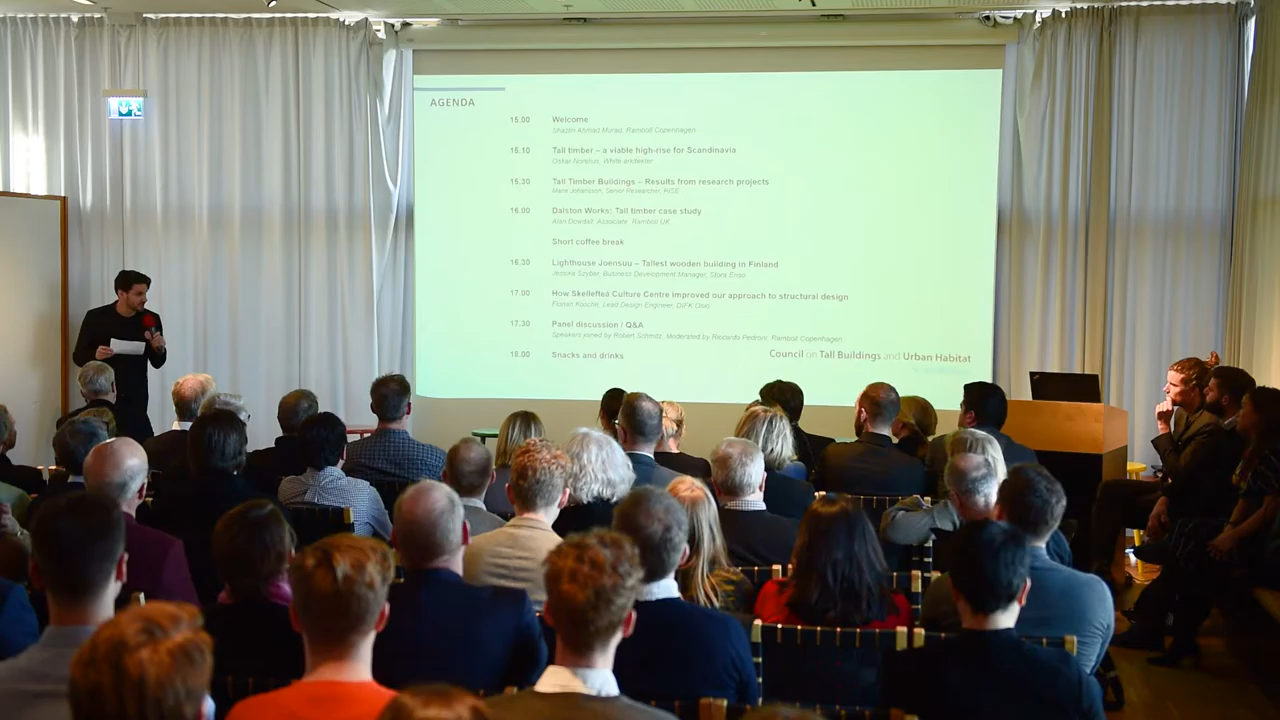 AGENDA
15.00 Welcome
Shaziin Ahmad Murad, Ramboll Copenhagen
15.10 Tall timber – a viable high-rise for Scandinavia
Oskar Norelius, White arkitekter
15.30 Tall Timber Buildings – Results from research projects
Marie Johansson, Senior Researcher, RISE
16.00 Dalston Works: Tall timber case study
Alan Dowdall, Associate, Ramboll UK
Short coffee break
16.30 Lighthouse Joensuu – Tallest wooden building in Finland
Jessika Szyber, Business Development Manager, Stora Enso
17.00 How Skellefteå Culture Centre improved our approach to structural design
Florian Kosche, Lead Design Engineer, DIFK Oslo
17.30 Panel discussion / Q&A
Speakers joined by Robert Schmitz, Moderated by Riccardo Pedroni, Ramboll Copenhagen
18.00 Snacks and drinks
Council on Tall Buildings and Urban Habitat